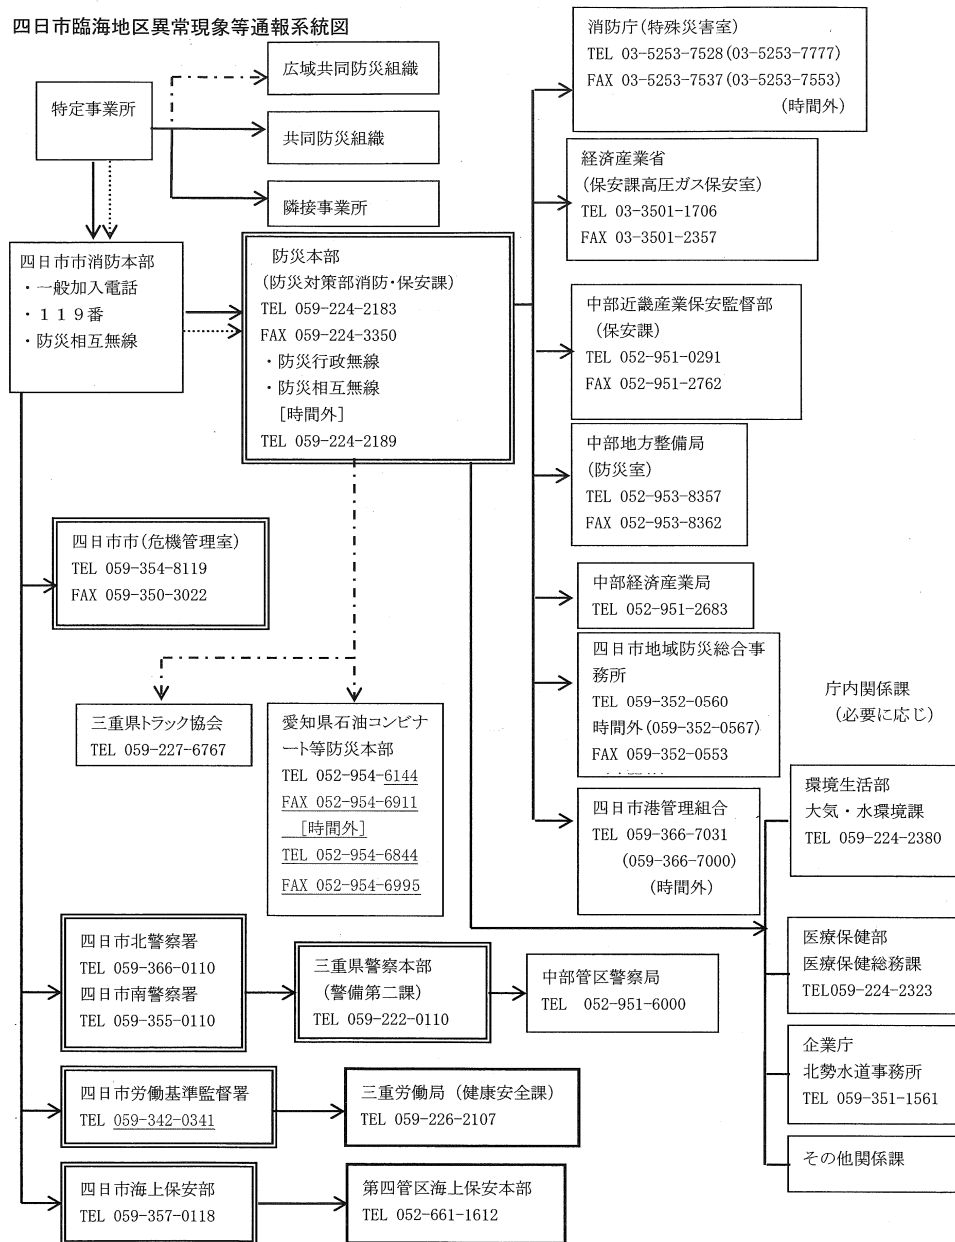 四日市臨海地区異常現象等通報系統図
特定事業所
広域共同防災組織
共同防災組織
隣接事業所
四日市市消防本部
・一般加入電話
・１１９番
・防災相互無線
防災本部
(防災対策部消防・保安課)
TEL 059-224-2183
FAX 059-224-3350
・防災行政無線
・防災相互無線
［時間外］
TEL 059-224-2189
消防庁(特殊災害室)
TEL 03-5253-7528(03-5253-7777)
FAX 03-5253-7537(03-5253-7553)
(時間外)
経済産業省
(保安課高圧ガス保安室)
TEL 03-3501-1706
FAX 03-3501-2357
中部近畿産業保安監督部
(保安課)
TEL 052-951-0291
FAX 052-951-2762
中部地方整備局
(防災室)
TEL 052-953-8357
FAX 052-953-8362
中部経済産業局
TEL 052-951-2683
四日市地域防災総合事
務所
TEL 059-352-0560
時間外(059-352-0567)
FAX 059-352-0553
四日市港管理組合
TEL 059-366-7031
(059-366-7000)
(時間外)
四日市市(危機管理室)
TEL 059-354-8119
FAX 059-350-3022
三重県トラック協会
TEL 059-227-6767
愛知県石油コンビナ
ート等防災本部
TEL 052-954-6144
FAX 052-954-6911
［時間外］
TEL 052-954-6844
FAX 052-954-6995
庁内関係課
(必要に応じ)
環境生活部
大気・水環境課
TEL 059-224-2380
医療保健部
医療保健総務課
TEL059-224-2323
企業庁
北勢水道事務所
TEL 059-351-1561
その他関係課
四日市北警察署
TEL 059-366-0110
四日市南警察署
TEL 059-355-0110
三重県警察本部
(警備第二課)
TEL 059-222-0110
中部管区警察局
TEL 052-951-6000
四日市労働基準監督署
TEL 059-342-0341
三重労働局 (健康安全課)
TEL 059-226-2107
四日市海上保安部
TEL 059-357-0118
第四管区海上保安本部
TEL 052-661-1612